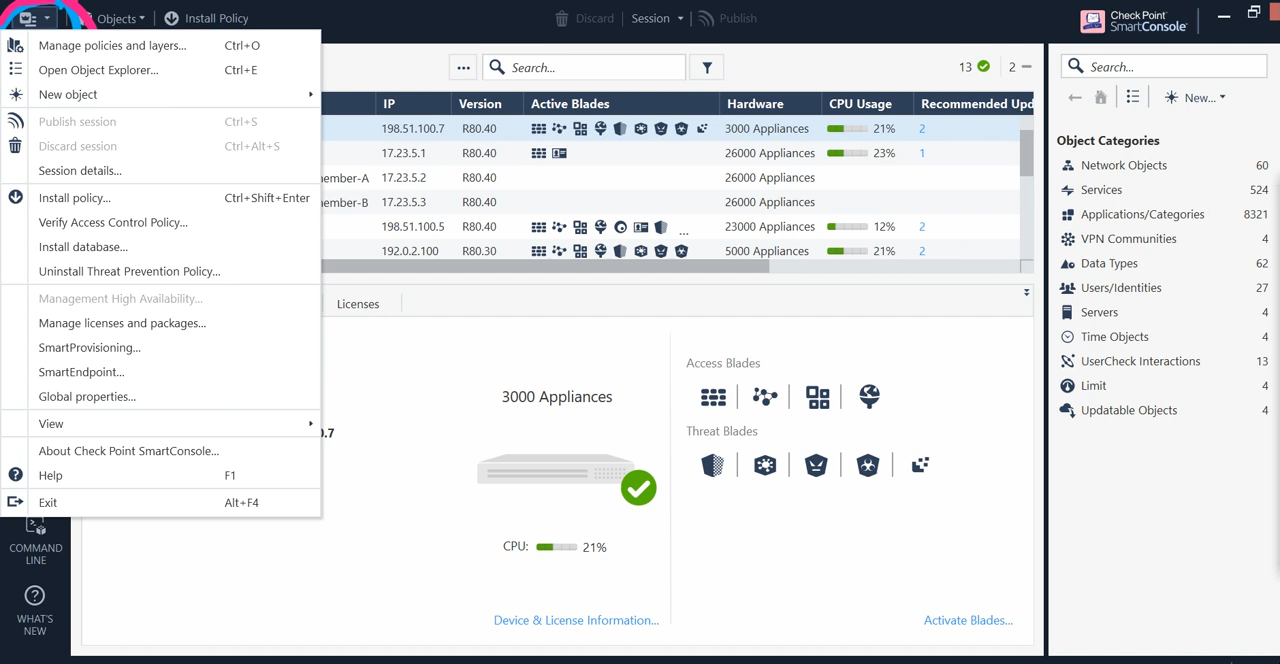 Objects
Install Policy
Discard
Session
Publish
Check Point
SmartConsole
Manage policies and layers... Ctrl+O
Open Object Explorer... Ctrl+E
New object
Publish session Ctrl+S
Discard session Ctrl+Alt+S
Session details...
Install policy... Ctrl+Shift+Enter
Verify Access Control Policy...
Install database...
Uninstall Threat Prevention Policy...
Management High Availability...
Manage licenses and packages...
SmartProvisioning...
SmartEndpoint...
Global properties...
View
About Check Point SmartConsole...
Help F1
Exit Alt+F4
COMMAND
LINE
WHAT'S
NEW
... Search... 13 2
IP Version Active Blades Hardware CPU Usage Recommended Upd
198.51.100.7 R80.40 3000 Appliances 21% 2
17.23.5.1 R80.40 26000 Appliances 23% 1
ember-A 17.23.5.2 R80.40 26000 Appliances
ember-B 17.23.5.3 R80.40 26000 Appliances
198.51.100.5 R80.40 ... 23000 Appliances 12% 2
192.0.2.100 R80.30 5000 Appliances 21% 2
Licenses
3000 Appliances
0.7
CPU: 21%
Device & License Information...
Access Blades
Threat Blades
Activate Blades...
Search...
New...
Object Categories
Network Objects 60
Services 524
Applications/Categories 8321
VPN Communities 4
Data Types 62
Users/Identities 27
Servers 4
Time Objects 4
UserCheck Interactions 13
Limit 4
Updatable Objects 4